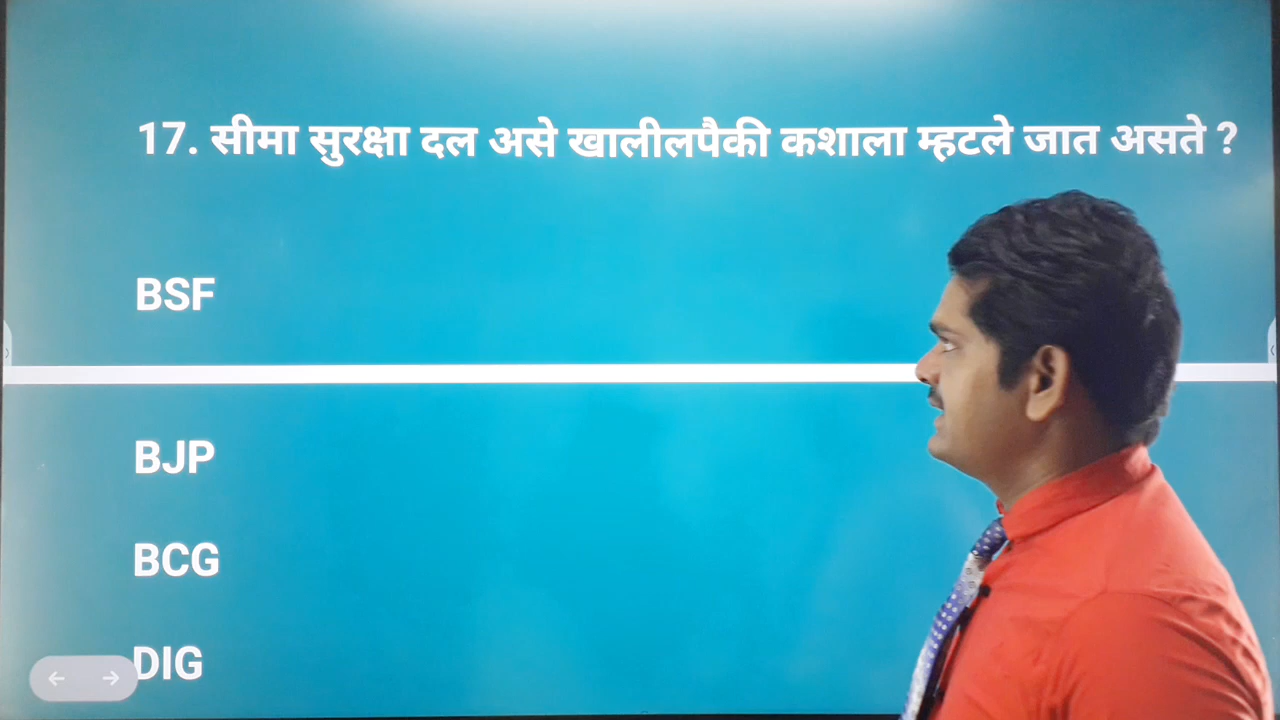 17. सीमा सुरक्षा दल असे खालीलपैकी कशाला म्हटले जात असते ?
BSF
BJP
BCG
DIG